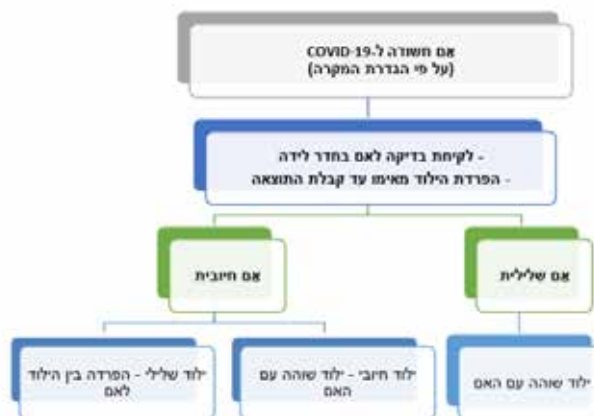 אם חשודה ל-COVID-19
(על פי הגדרת המקרה)
- לקיחת בדיקה לאם בחדר לידה
- הפרדת הילוד מאימו עד קבלת התוצאה
אם שלילית
אם חיובית
ילוד שוהה עם האם
ילוד חיובי - ילוד שוהה עם
האם
ילוד שלילי - הפרדה בין הילוד
לאם